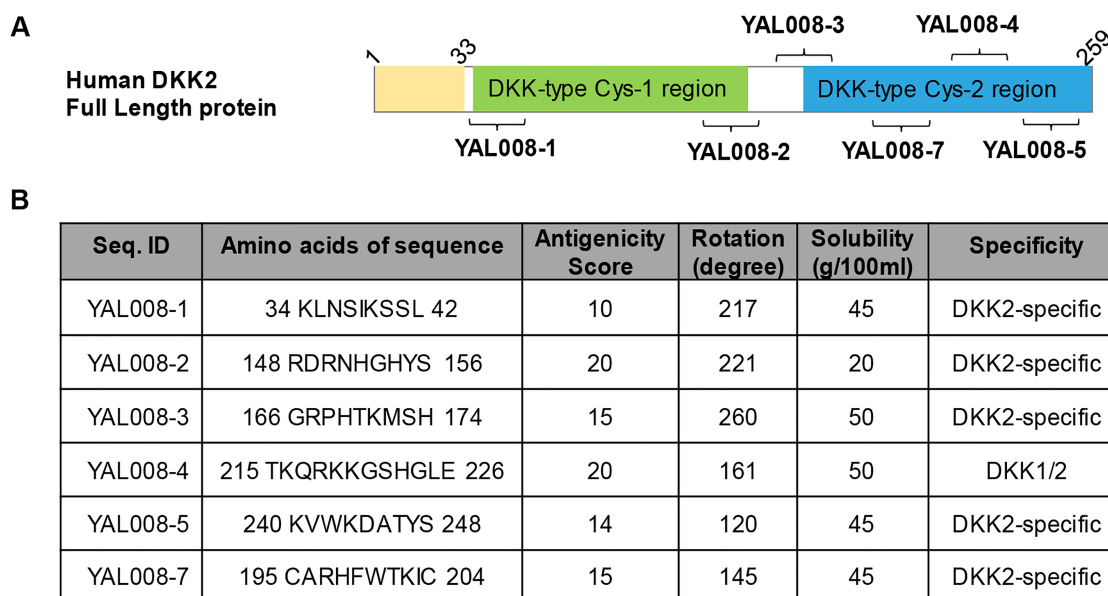 A
YAL008-3
YAL008-4
1
33
259
Human DKK2
Full Length protein
DKK-type Cys-1 region
DKK-type Cys-2 region
YAL008-1
YAL008-2
YAL008-7
YAL008-5
B
Seq. ID
Amino acids of sequence
Antigenicity
Score
Rotation
(degree)
Solubility
(g/100ml)
Specificity
YAL008-1 34 KLNSIKSSL 42 10 217 45 DKK2-specific
YAL008-2 148 RDRNHGHYS 156 20 221 20 DKK2-specific
YAL008-3 166 GRPHTKMSH 174 15 260 50 DKK2-specific
YAL008-4 215 TKQRKKGSHGLE 226 20 161 50 DKK1/2
YAL008-5 240 KVWKDATYS 248 14 120 45 DKK2-specific
YAL008-7 195 CARHFWTKIC 204 15 145 45 DKK2-specific